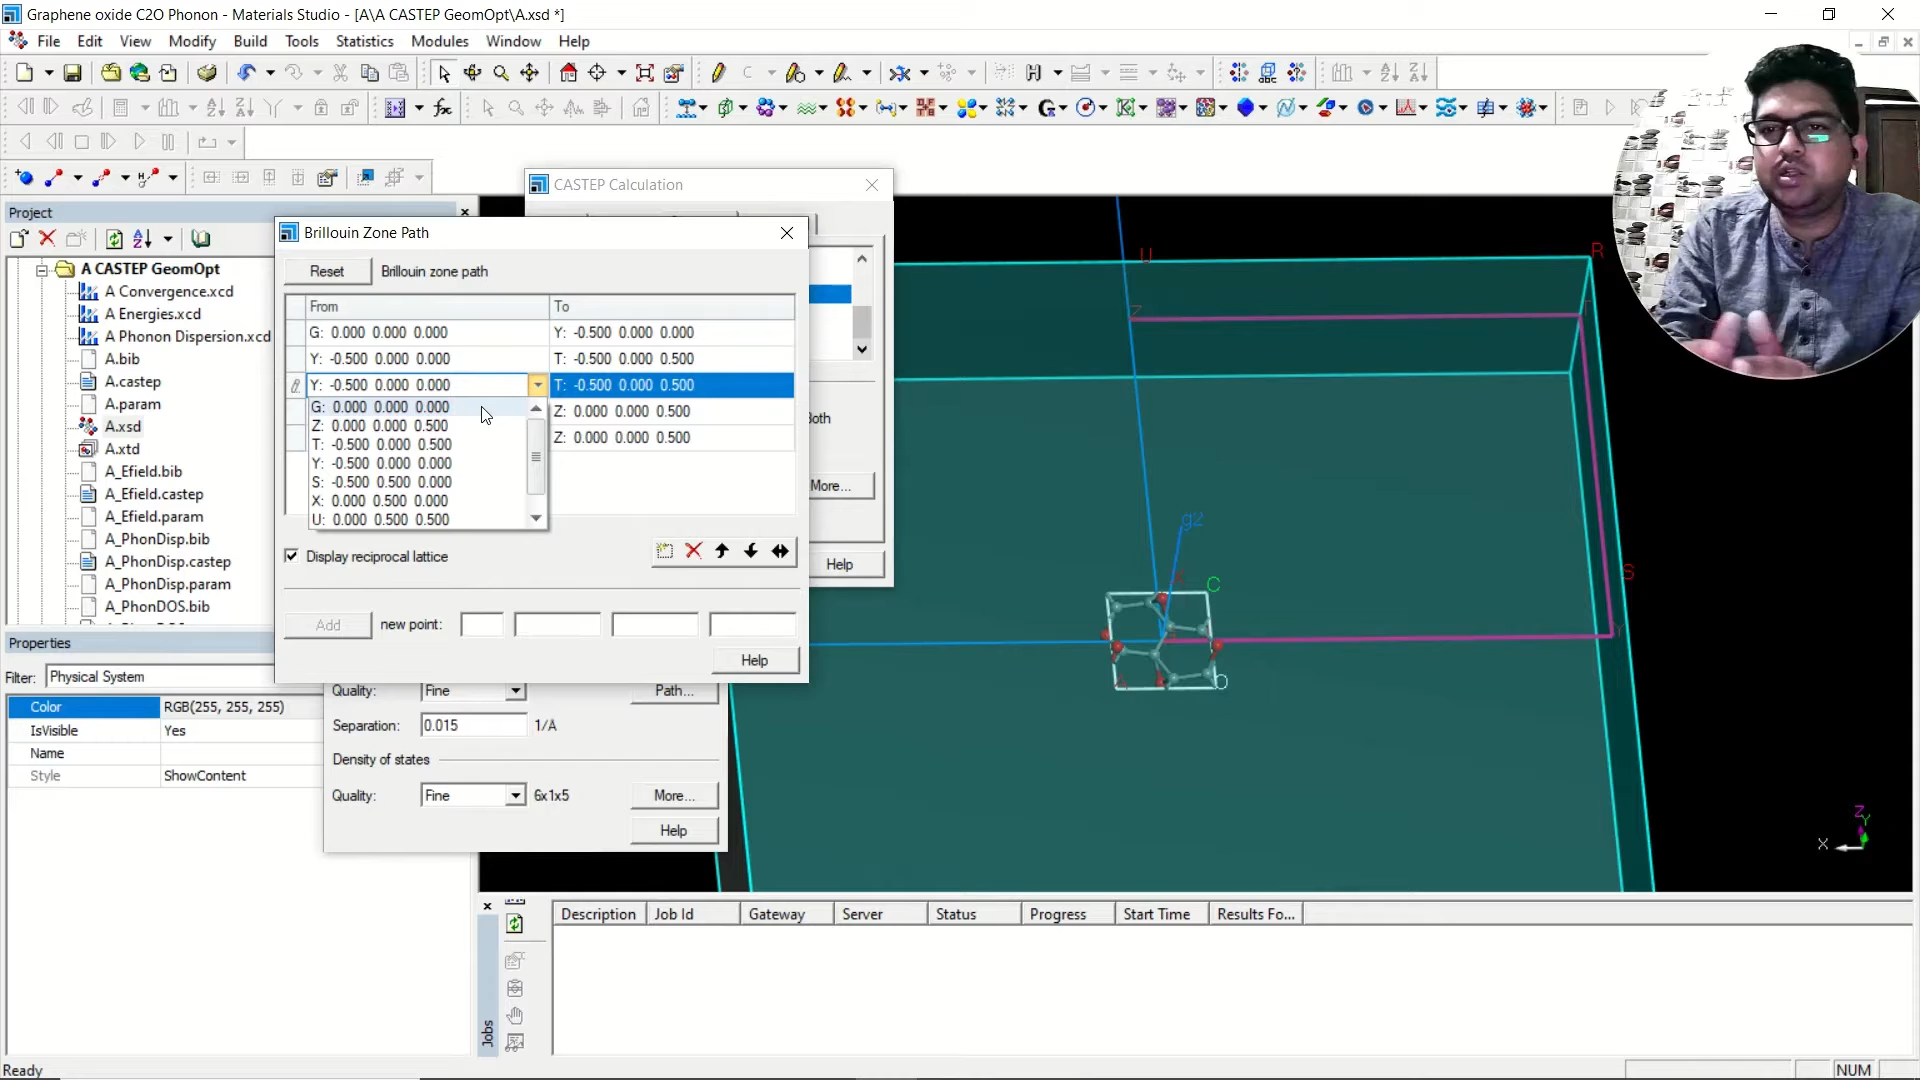 Graphene oxide C2O Phonon - Materials Studio - [A\A CASTEP GeomOpt\A.xsd *]
File Edit View Modify Build Tools Statistics Modules Window Help
Project
A CASTEP GeomOpt
A Convergence.xcd
A Energies.xcd
A Phonon Dispersion.xcd
A.bib
A.castep
A.param
A.xsd
A.xtd
A_Efield.bib
A_Efield.castep
A_Efield.param
A_PhonDisp.bib
A_PhonDisp.castep
A_PhonDisp.param
A_PhonDOS.bib
Properties
Filter: Physical System
Color RGB(255, 255, 255)
IsVisible Yes
Name
Style ShowContent
CASTEP Calculation
More...
Help
Brillouin Zone Path
Reset Brillouin zone path
From To
G: 0.000 0.000 0.000 Y: -0.500 0.000 0.000
Y: -0.500 0.000 0.000 T: -0.500 0.000 0.500
Y: -0.500 0.000 0.000 T: -0.500 0.000 0.500
Z: 0.000 0.000 0.500
Z: 0.000 0.000 0.500
G: 0.000 0.000 0.000
Z: 0.000 0.000 0.500
T: -0.500 0.000 0.500
Y: -0.500 0.000 0.000
S: -0.500 0.500 0.000
X: 0.000 0.500 0.000
U: 0.000 0.500 0.500
Display reciprocal lattice
Add new point:
Help
Quality: Fine Path...
Separation: 0.015 1/A
Density of states
Quality: Fine 6x1x5 More...
Help
U
R
Z
S
Y
g2
C
A
X
Z
Y
Description Job Id Gateway Server Status Progress Start Time Results Fo...
Jobs
Ready
NUM